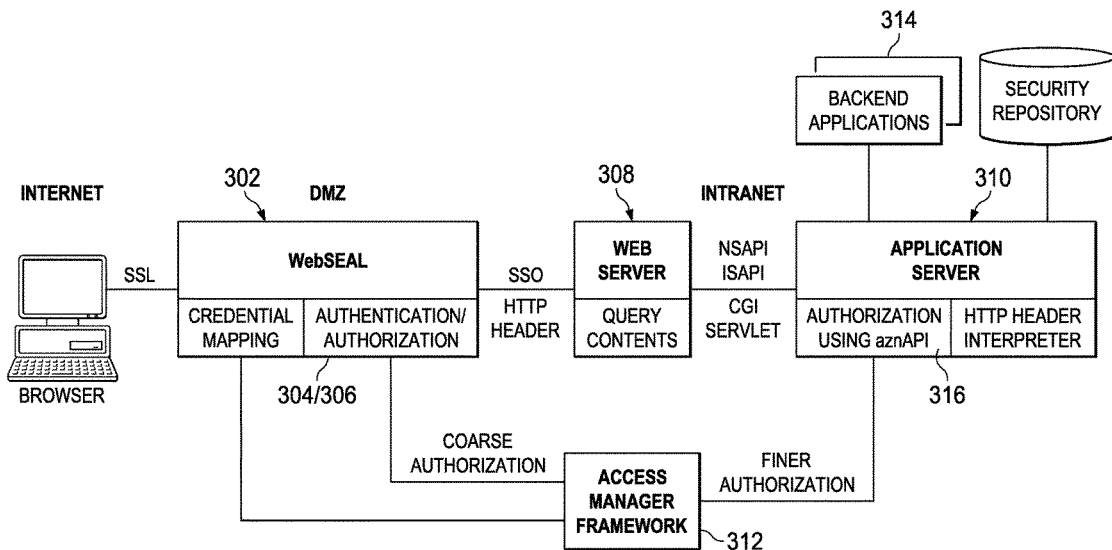 314
BACKEND
APPLICATIONS
SECURITY
REPOSITORY
INTERNET
302
DMZ
308
INTRANET
310
WebSEAL
SSL
CREDENTIAL
MAPPING
AUTHENTICATION/
AUTHORIZATION
SSO
HTTP
HEADER
WEB
SERVER
QUERY
CONTENTS
NSAPI
ISAPI
CGI
SERVLET
APPLICATION
SERVER
AUTHORIZATION
USING aznAPI
HTTP HEADER
INTERPRETER
BROWSER
304/306
316
COARSE
AUTHORIZATION
ACCESS
MANAGER
FRAMEWORK
FINER
AUTHORIZATION
312